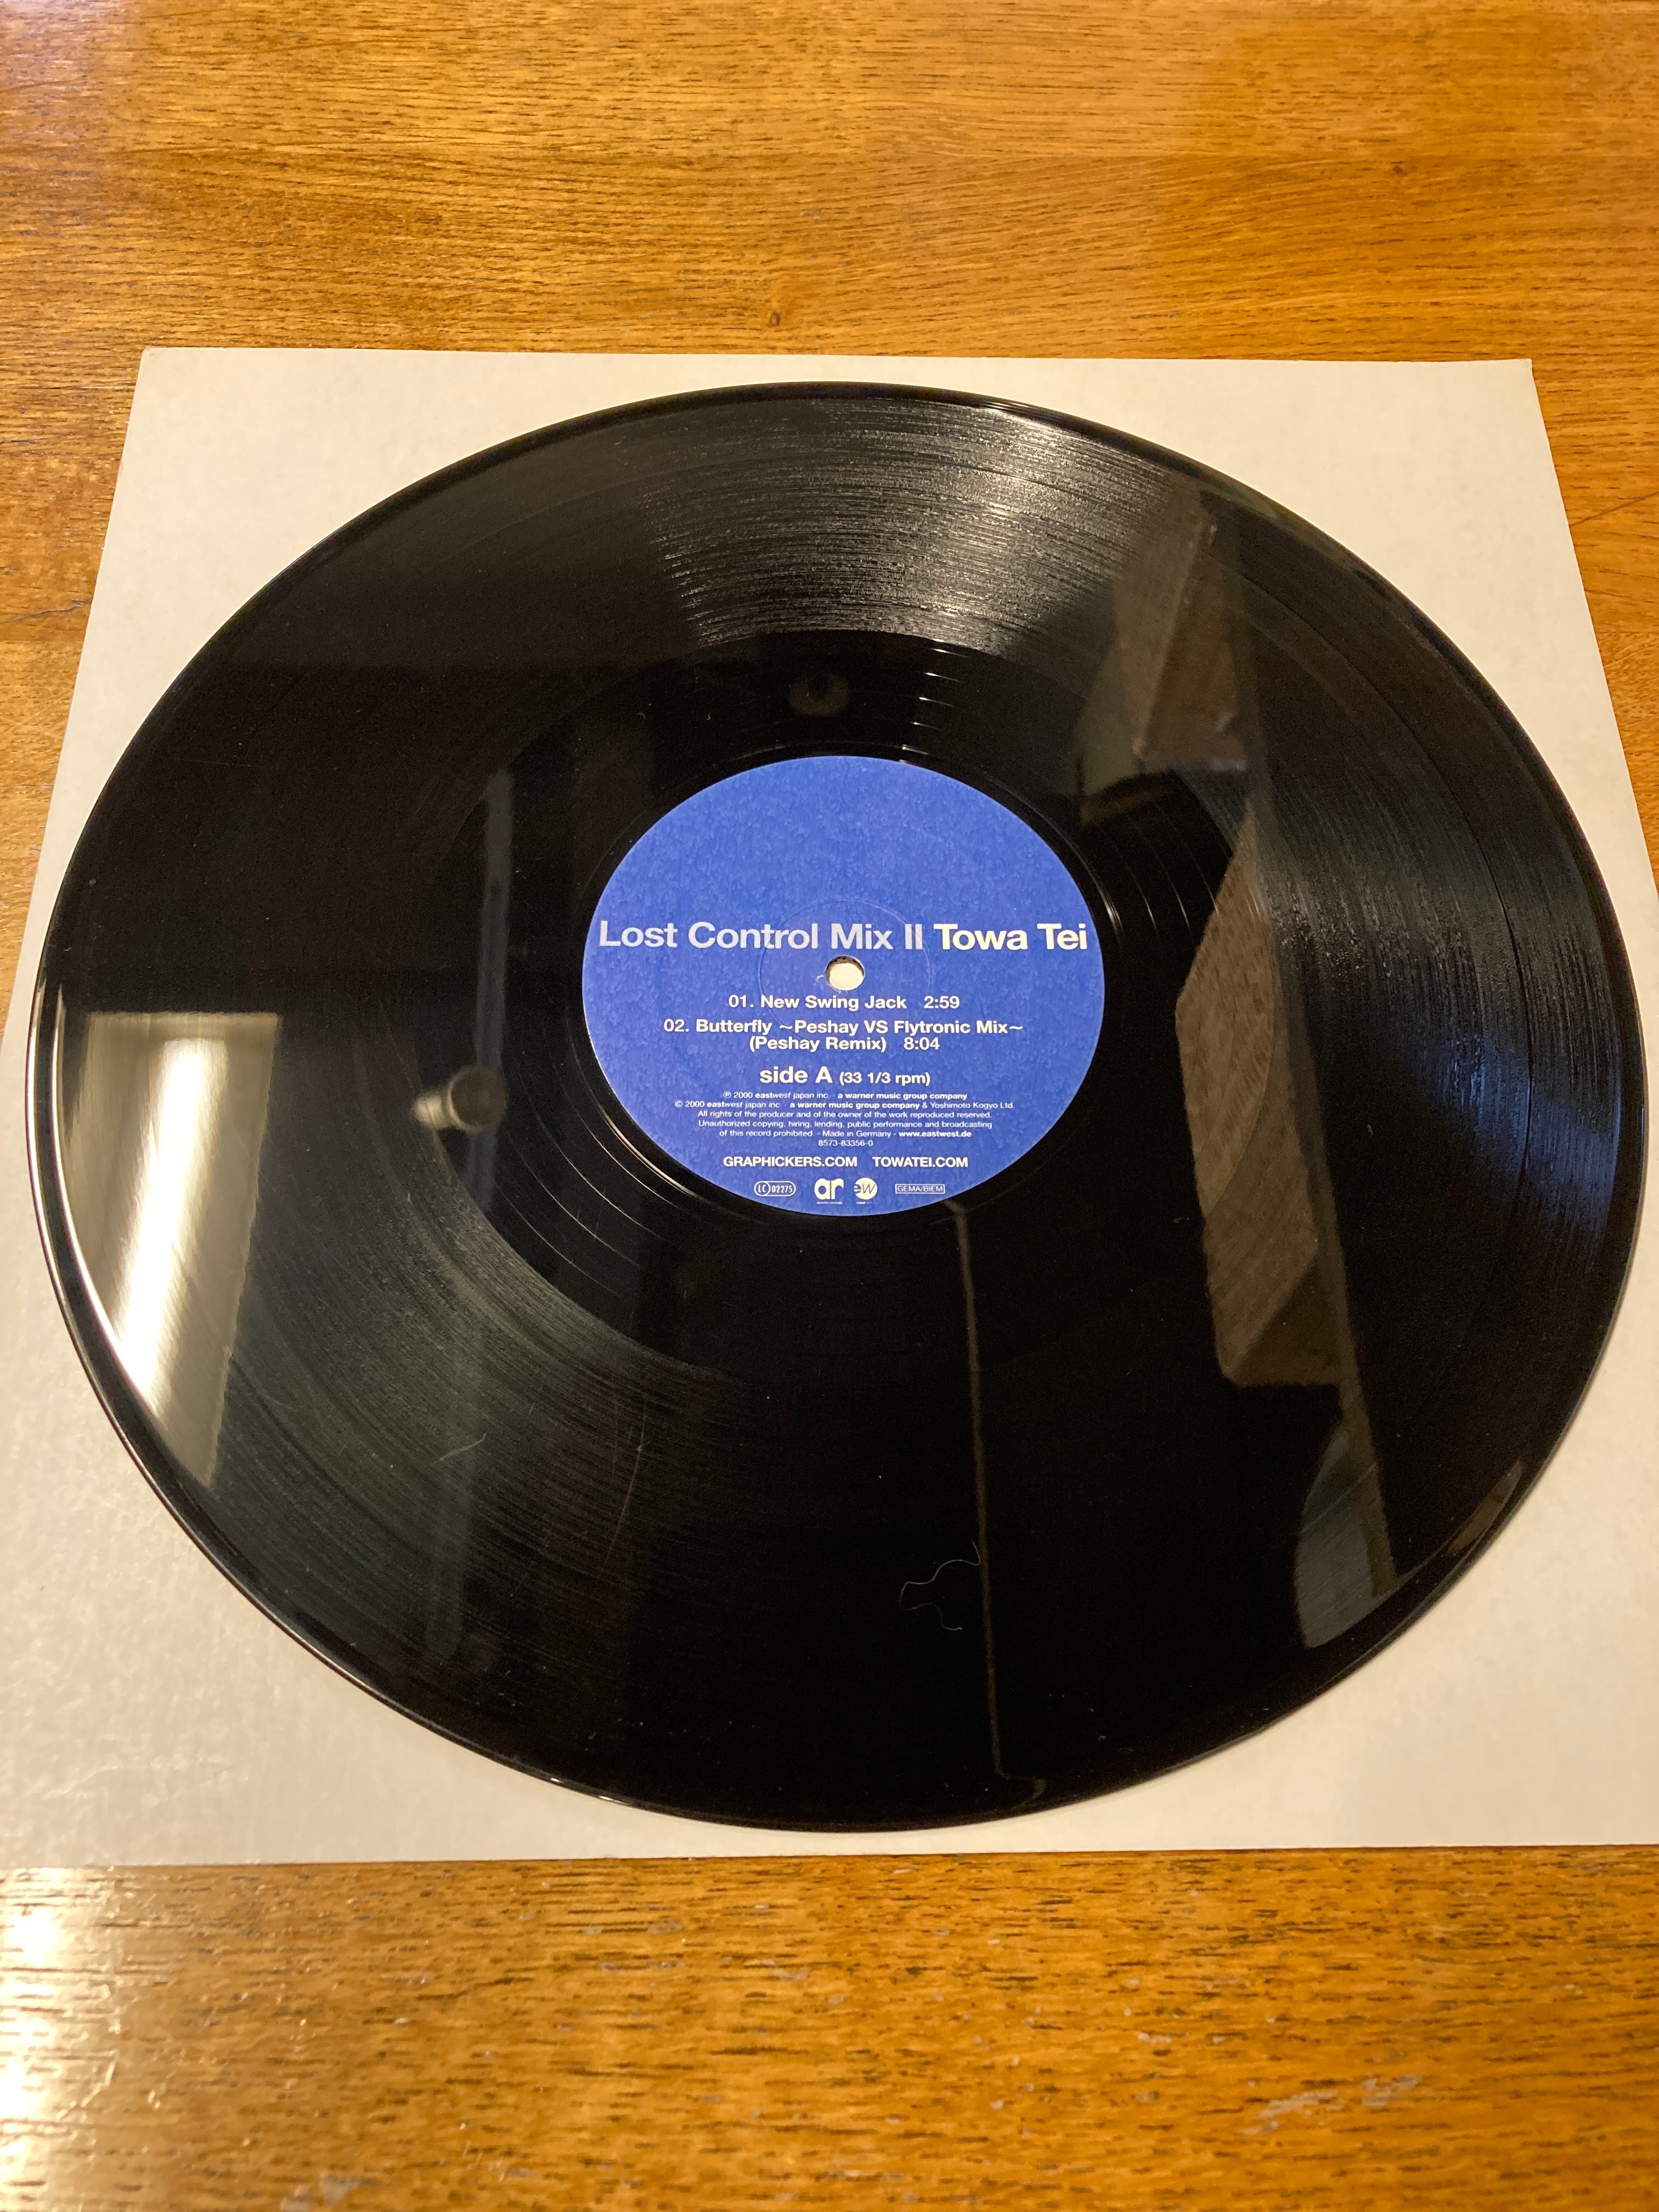 Lost Control Mix II Towa Tei
01. New Swing Jack 2:59
02. Butterfly ~Peshay VS Flytronic Mix~
(Peshay Remix) 8:04
side A (33 1/3 rpm)
℗ 2000 eastwest japan inc. · a warner music group company
© 2000 eastwest japan inc. · a warner music group company & Yoshimoto Kogyo Ltd.
All rights of the producer and of the owner of the work reproduced reserved.
Unauthorized copying, hiring, lending, public performance and broadcasting
of this record prohibited. · Made in Germany · www.eastwest.de
8573-83356-0
GRAPHICKERS.COM TOWATEI.COM
LC 02275 ar ew GEMA/BIEM